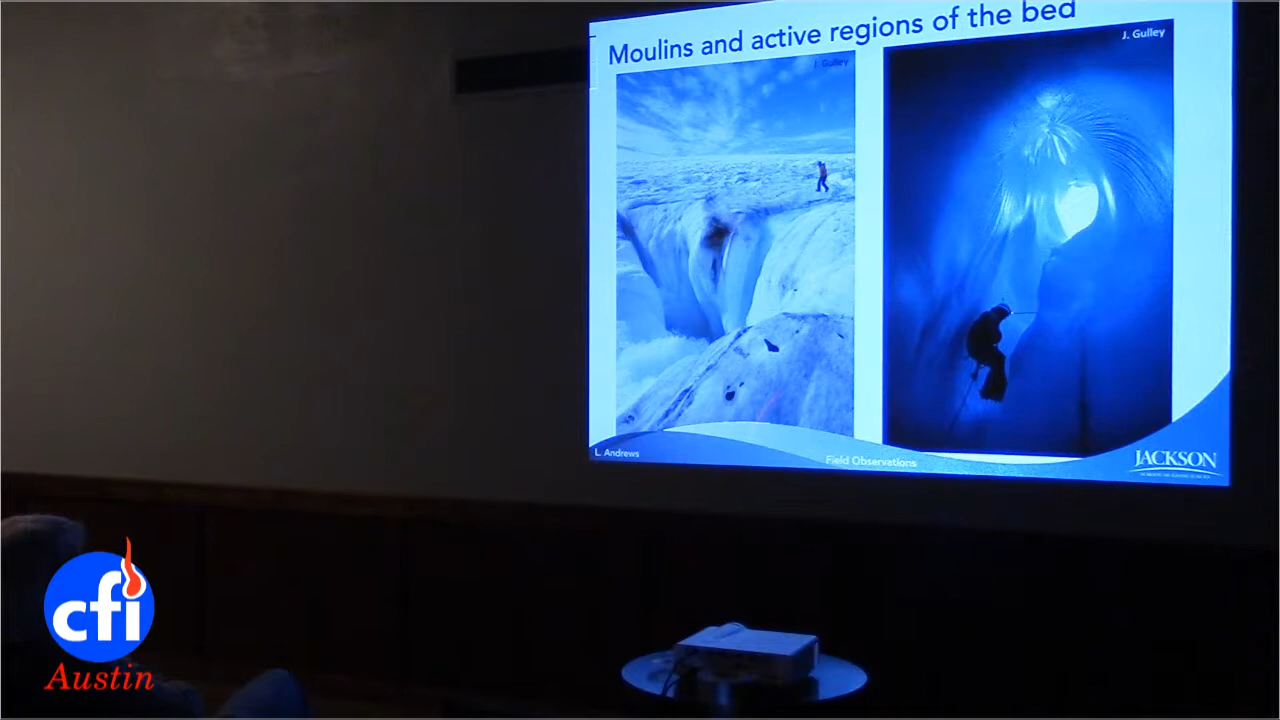 Moulins and active regions of the bed
J. Gulley
J. Gulley
L. Andrews
Field Observations
JACKSON
cfi
Austin